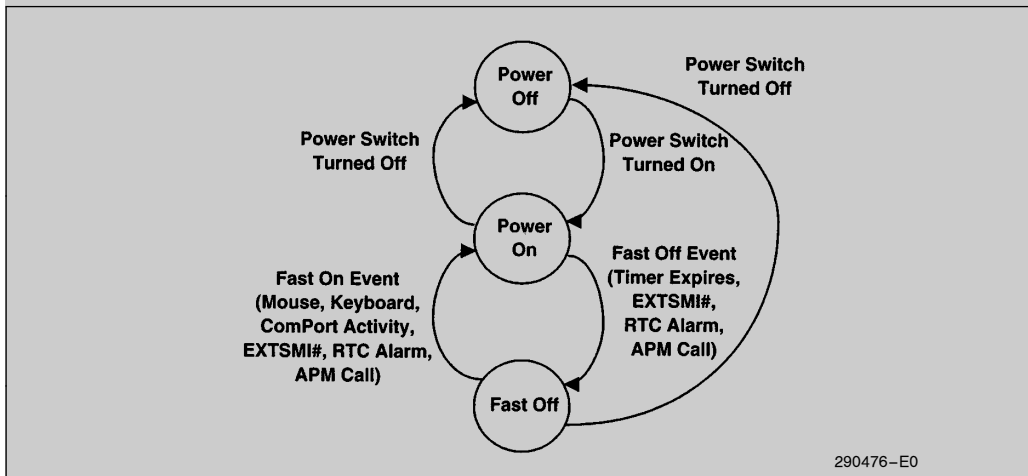 Power
Off
Power Switch
Turned Off
Power Switch
Turned Off
Power Switch
Turned On
Power
On
Fast On Event
(Mouse, Keyboard,
ComPort Activity,
EXTSMI#, RTC Alarm,
APM Call)
Fast Off Event
(Timer Expires,
EXTSMI#,
RTC Alarm,
APM Call)
Fast Off
290476–E0